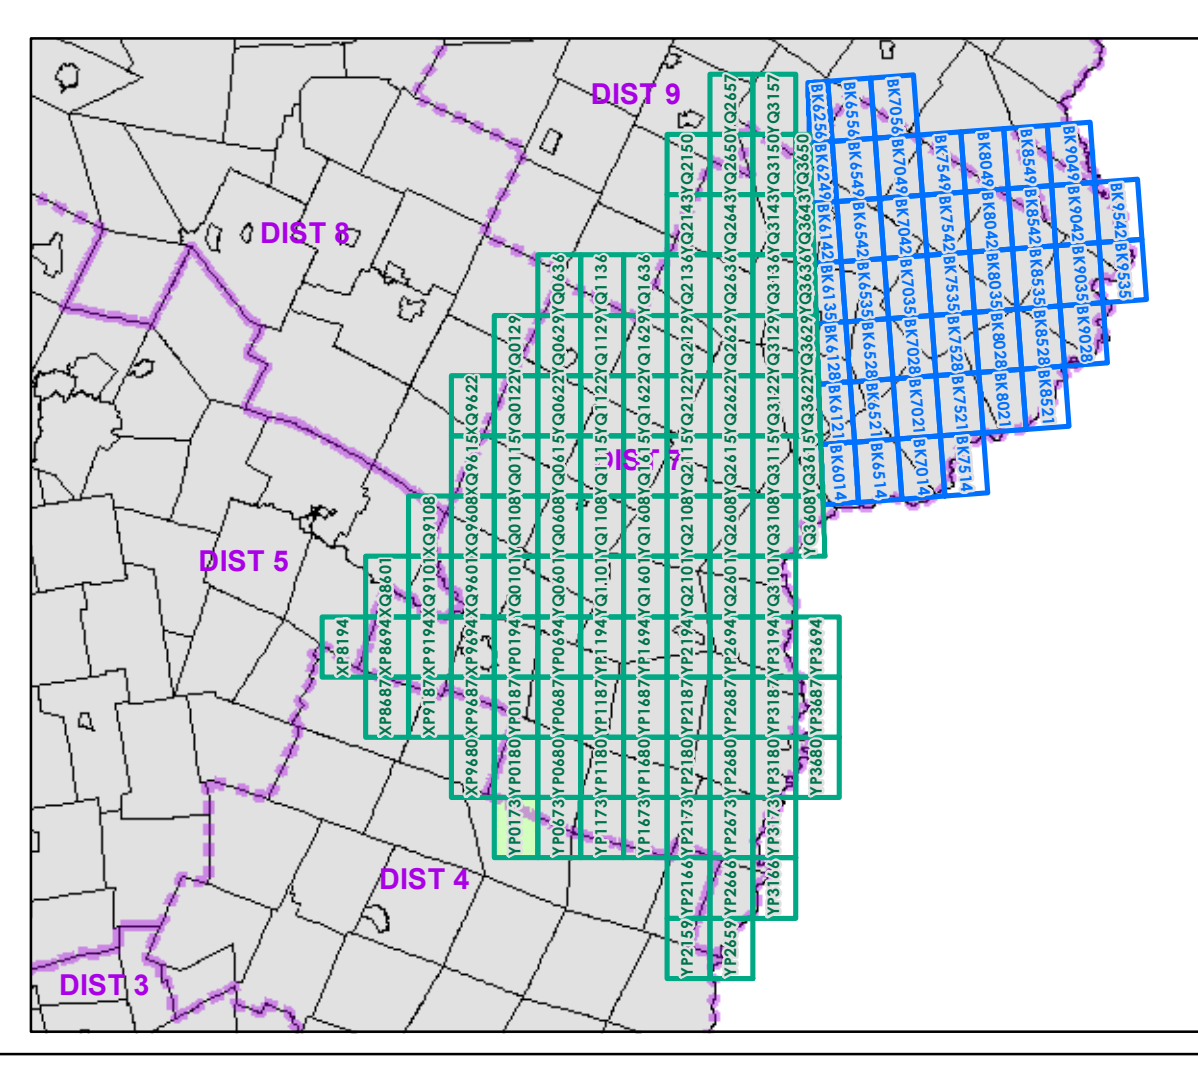 DIST 9
DIST 8
DIST 7
DIST 5
DIST 4
DIST 3
YQ2657 YQ3157
YQ2150 YQ2650 YQ3150 YQ3650
YQ2143 YQ2643 YQ3143 YQ3643
YQ0636 YQ1136 YQ1636 YQ2136 YQ2636 YQ3136 YQ3636
YQ0129 YQ0629 YQ1129 YQ1629 YQ2129 YQ2629 YQ3129 YQ3629
XQ9622 YQ0122 YQ0622 YQ1122 YQ1622 YQ2122 YQ2622 YQ3122 YQ3622
XQ9615 YQ0115 YQ0615 YQ1115 YQ1615 YQ2115 YQ2615 YQ3115 YQ3615
XQ9108 XQ9608 YQ0108 YQ0608 YQ1108 YQ1608 YQ2108 YQ2608 YQ3108 YQ3608
XQ8601 XQ9101 XQ9601 YQ0101 YQ0601 YQ1101 YQ1601 YQ2101 YQ2601 YQ3101
XP8194 XP8694 XP9194 XP9694 YP0194 YP0694 YP1194 YP1694 YP2194 YP2694 YP3194 YP3694
XP8687 XP9187 XP9687 YP0187 YP0687 YP1187 YP1687 YP2187 YP2687 YP3187 YP3687
XP9680 YP0180 YP0680 YP1180 YP1680 YP2180 YP2680 YP3180 YP3680
YP0173 YP0673 YP1173 YP1673 YP2173 YP2673 YP3173
YP2166 YP2666 YP3166
YP2159 YP2659
BK6256 BK6556 BK7056
BK6249 BK6549 BK7049 BK7549 BK8049 BK8549 BK9049
BK6142 BK6542 BK7042 BK7542 BK8042 BK8542 BK9042 BK9542
BK6135 BK6535 BK7035 BK7535 BK8035 BK8535 BK9035 BK9535
BK6128 BK6528 BK7028 BK7528 BK8028 BK8528 BK9028
BK6121 BK6521 BK7021 BK7521 BK8021 BK8521
BK6014 BK6514 BK7014 BK7514